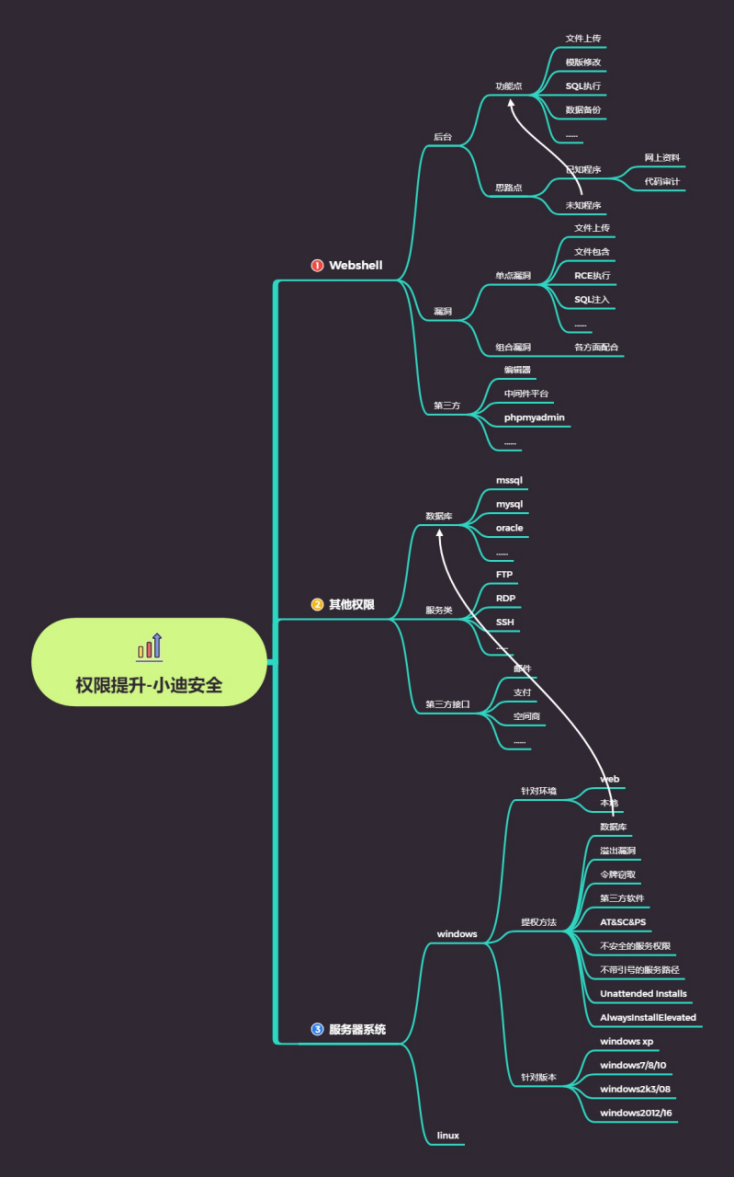 权限提升-小迪安全
1 Webshell
后台
功能点
文件上传
模版修改
SQL执行
数据备份
......
思路点
已知程序
网上资料
代码审计
未知程序
漏洞
单点漏洞
文件上传
文件包含
RCE执行
SQL注入
......
组合漏洞
各方面配合
第三方
编辑器
中间件平台
phpmyadmin
......
2 其他权限
数据库
mssql
mysql
oracle
......
服务类
FTP
RDP
SSH
......
第三方接口
邮件
支付
空间商
......
3 服务器系统
windows
针对环境
web
本地
提权方法
数据库
溢出漏洞
令牌窃取
第三方软件
AT&SC&PS
不安全的服务权限
不带引号的服务路径
Unattended Installs
AlwaysInstallElevated
针对版本
windows xp
windows7/8/10
windows2k3/08
windows2012/16
linux